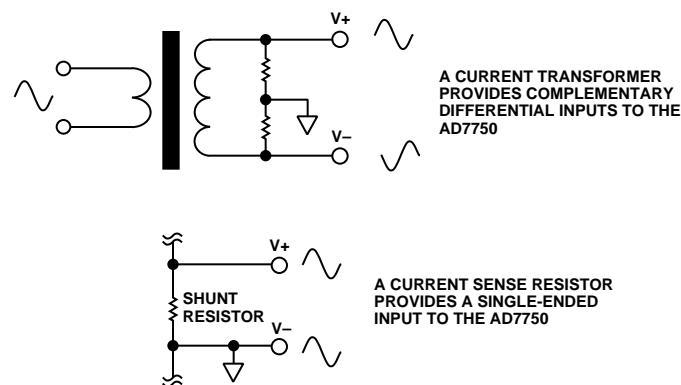 V+
A CURRENT TRANSFORMER
PROVIDES COMPLEMENTARY
DIFFERENTIAL INPUTS TO THE
AD7750
V–
V+
SHUNT
RESISTOR
A CURRENT SENSE RESISTOR
PROVIDES A SINGLE-ENDED
INPUT TO THE AD7750
V–